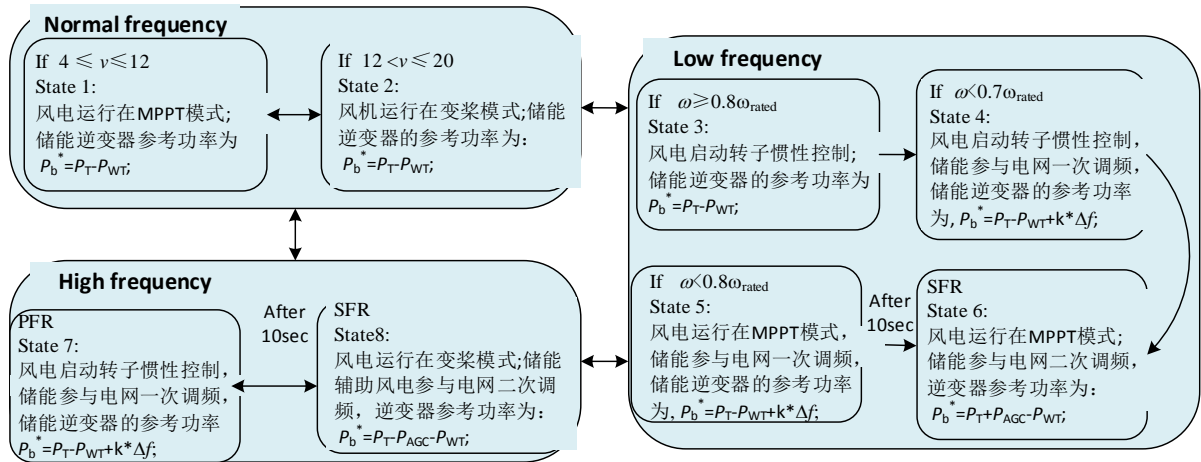 Normal frequency
If 4 ≤ v ≤12
State 1:
风电运行在MPPT模式;
储能逆变器参考功率为
Pb*=PT-PWT;
If 12 <v ≤ 20
State 2:
风机运行在变桨模式;储能
逆变器的参考功率为:
Pb*=PT-PWT;
Low frequency
If ω≥0.8ωrated
State 3:
风电启动转子惯性控制;
储能逆变器的参考功率为
Pb*=PT-PWT;
If ω<0.7ωrated
State 4:
风电启动转子惯性控制,
储能参与电网一次调频,
储能逆变器的参考功率
为, Pb*=PT-PWT+k*Δf;
If ω<0.8ωrated
State 5:
风电运行在MPPT模式,
储能参与电网一次调频,
储能逆变器的参考功率
为, Pb*=PT-PWT+k*Δf;
After
10sec
SFR
State 6:
风电运行在MPPT模式;
储能参与电网二次调频,
逆变器参考功率为:
Pb*=PT+PAGC-PWT;
High frequency
PFR
State 7:
风电启动转子惯性控制,
储能参与电网一次调频,
储能逆变器的参考功率
Pb*=PT-PWT+k*Δf;
After
10sec
SFR
State8:
风电运行在变桨模式;储能
辅助风电参与电网二次调
频，逆变器参考功率为:
Pb*=PT-PAGC-PWT;